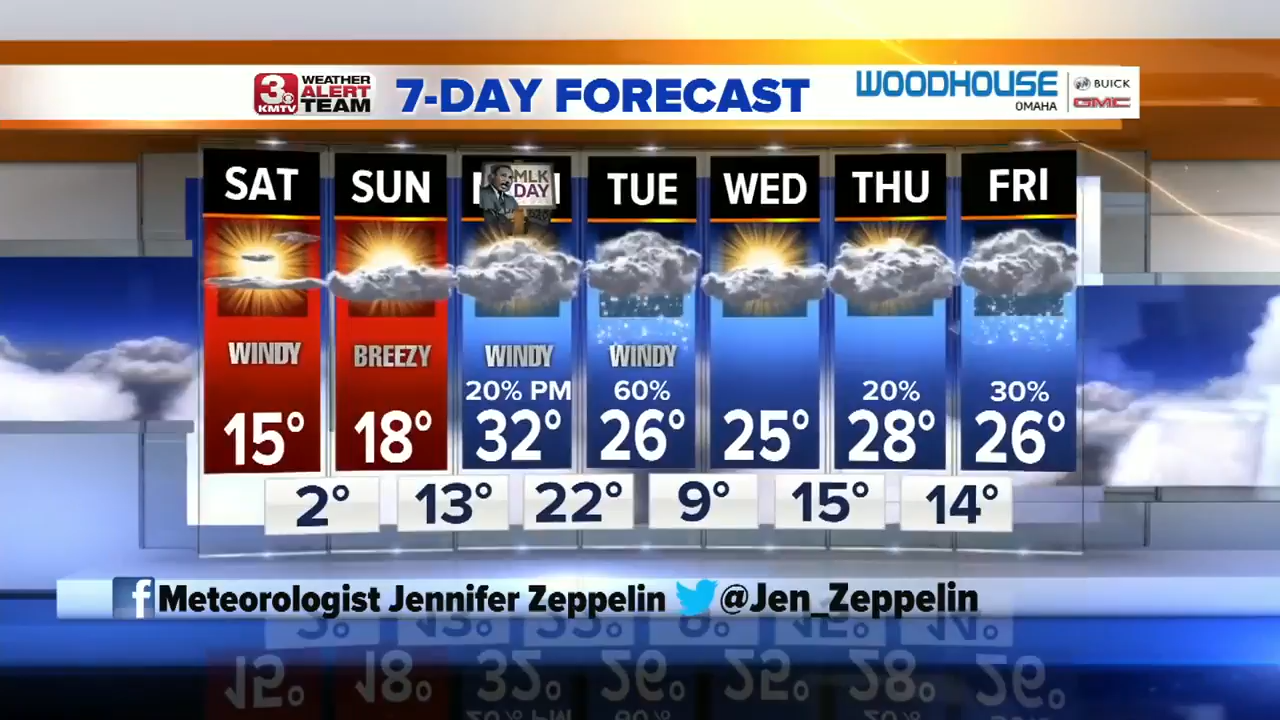 3 KMTV
WEATHER
ALERT
TEAM
7-DAY FORECAST
WOODHOUSE
OMAHA
BUICK
GMC
SAT SUN MLK DAY TUE WED THU FRI
WINDY BREEZY WINDY WINDY
20% PM 60% 20% 30%
15° 18° 32° 26° 25° 28° 26°
2° 13° 22° 9° 15° 14°
Meteorologist Jennifer Zeppelin @Jen_Zeppelin